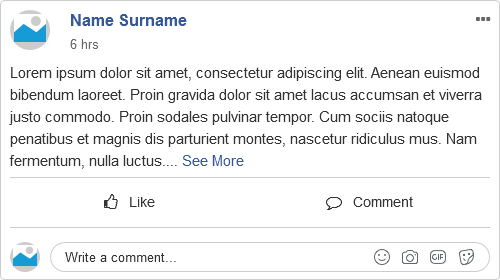 Name Surname
6 hrs
Lorem ipsum dolor sit amet, consectetur adipiscing elit. Aenean euismod
bibendum laoreet. Proin gravida dolor sit amet lacus accumsan et viverra
justo commodo. Proin sodales pulvinar tempor. Cum sociis natoque
penatibus et magnis dis parturient montes, nascetur ridiculus mus. Nam
fermentum, nulla luctus.... See More
Like Comment
Write a comment... GIF